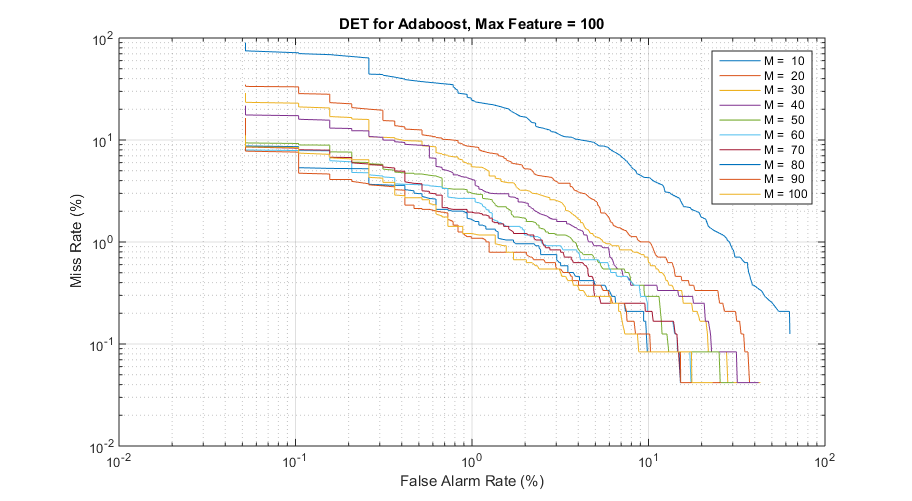 DET for Adaboost, Max Feature = 100
10^2
10^1
10^0
10^-1
10^-2
Miss Rate (%)
M = 10
M = 20
M = 30
M = 40
M = 50
M = 60
M = 70
M = 80
M = 90
M = 100
10^-2
10^-1
10^0
10^1
10^2
False Alarm Rate (%)